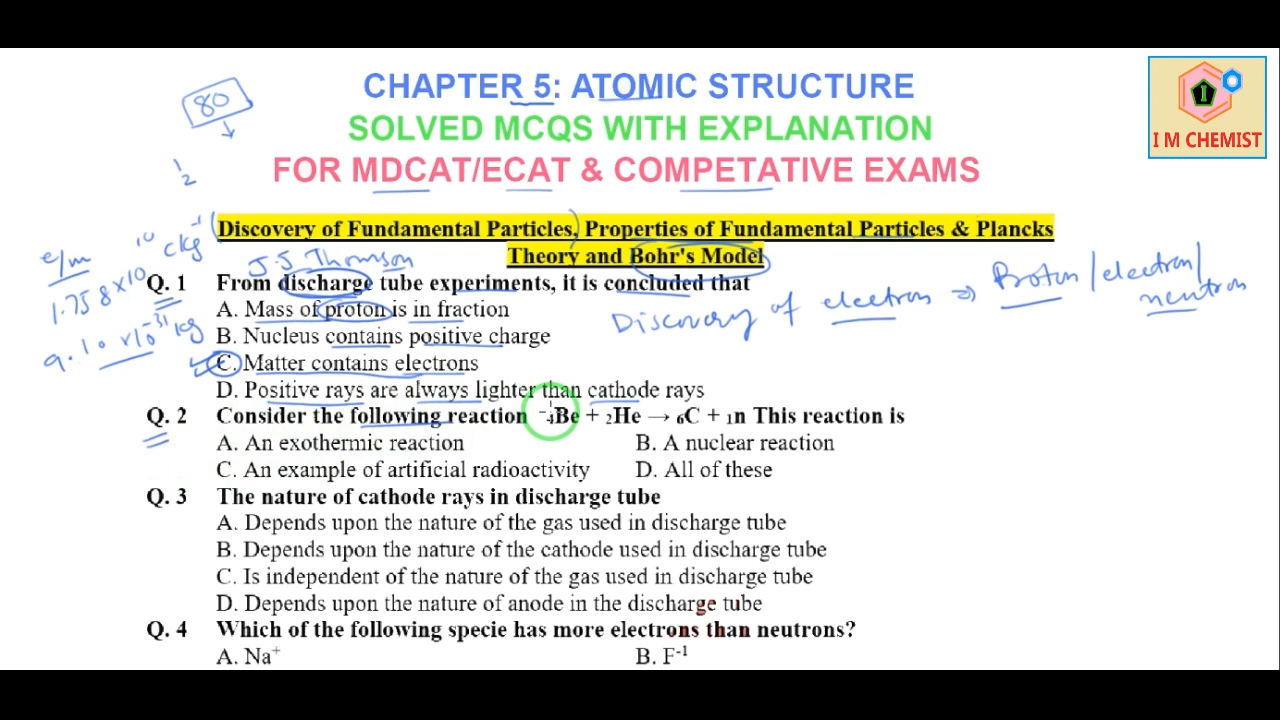 CHAPTER 5: ATOMIC STRUCTURE
SOLVED MCQS WITH EXPLANATION
FOR MDCAT/ECAT & COMPETATIVE EXAMS
I
I M CHEMIST
80
1/2
Discovery of Fundamental Particles, Properties of Fundamental Particles & Plancks
Theory and Bohr's Model
e/m
1.758×10¹⁰ ckg⁻¹
9.10×10⁻³¹kg
J.J Thomson
Q. 1 From discharge tube experiments, it is concluded that
A. Mass of proton is in fraction
Discovery of electron ⇒ Proton/electron/
neutron
B. Nucleus contains positive charge
C. Matter contains electrons
D. Positive rays are always lighter than cathode rays
Q. 2 Consider the following reaction ₄Be + ₂He → ₆C + ₁n This reaction is
A. An exothermic reaction B. A nuclear reaction
C. An example of artificial radioactivity D. All of these
Q. 3 The nature of cathode rays in discharge tube
A. Depends upon the nature of the gas used in discharge tube
B. Depends upon the nature of the cathode used in discharge tube
C. Is independent of the nature of the gas used in discharge tube
D. Depends upon the nature of anode in the discharge tube
Q. 4 Which of the following specie has more electrons than neutrons?
A. Na⁺ B. F⁻¹